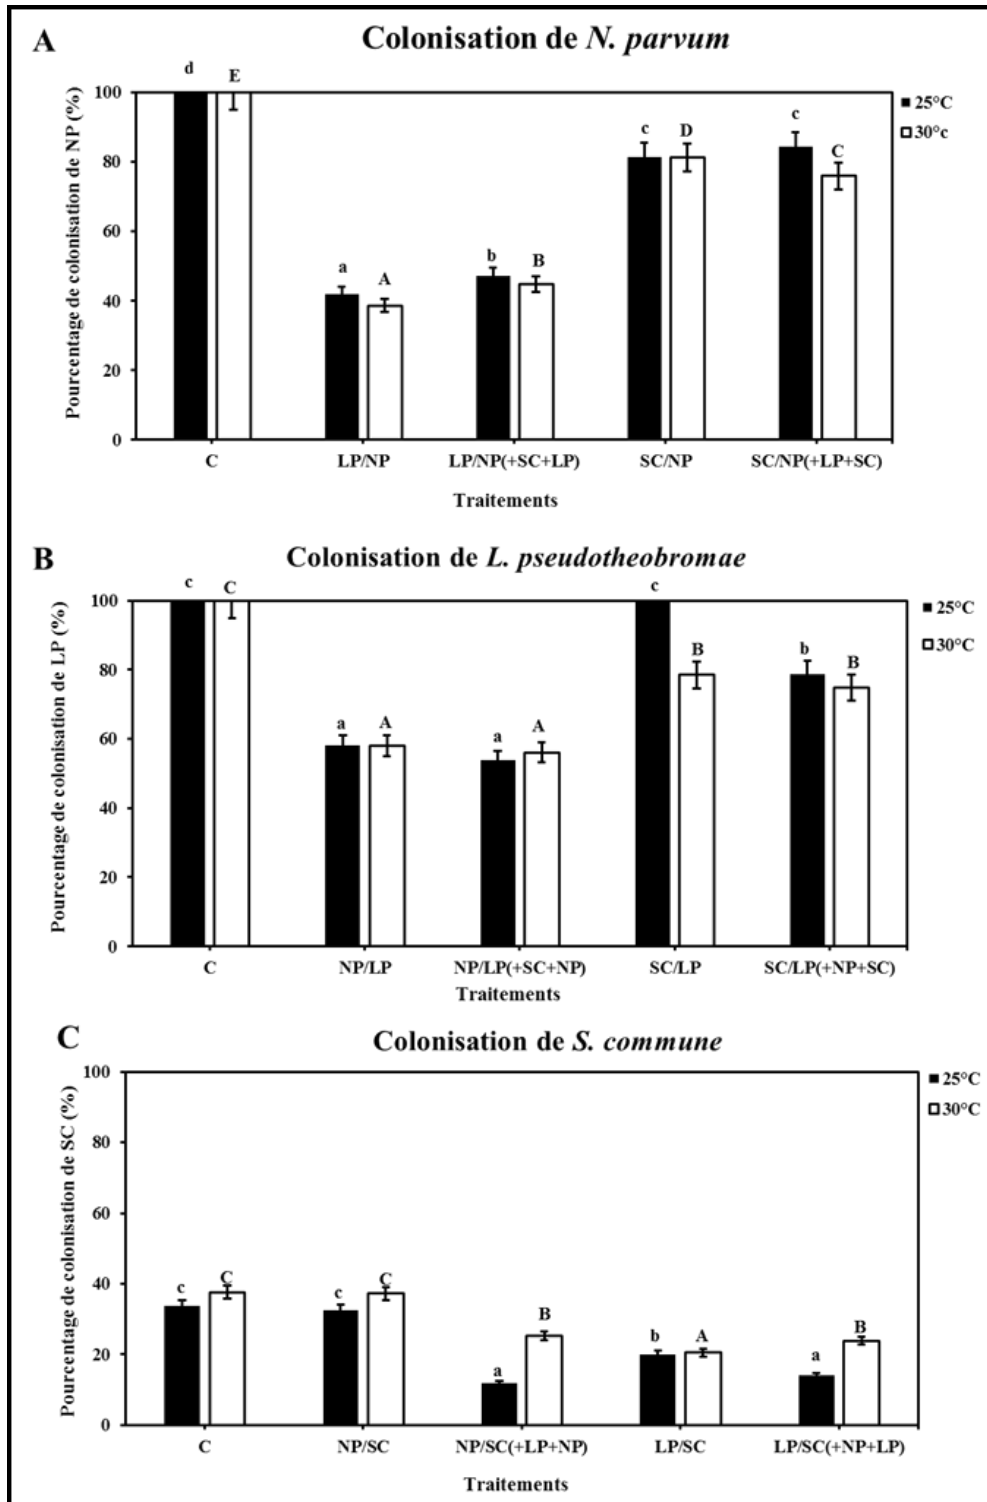 A
Colonisation de N. parvum
Pourcentage de colonisation de NP (%)
100
80
60
40
20
0
d
E
a
A
b
B
c
D
c
C
25°C
30°c
C
LP/NP
LP/NP(+SC+LP)
SC/NP
SC/NP(+LP+SC)
Traitements
B
Colonisation de L. pseudotheobromae
Pourcentage de colonisation de LP (%)
100
80
60
40
20
0
c
C
a
A
a
A
c
B
b
B
25°C
30°C
C
NP/LP
NP/LP(+SC+NP)
SC/LP
SC/LP(+NP+SC)
Traitements
C
Colonisation de S. commune
Pourcentage de colonisation de SC (%)
100
80
60
40
20
0
c
C
c
C
a
B
b
A
a
B
25°C
30°C
C
NP/SC
NP/SC(+LP+NP)
LP/SC
LP/SC(+NP+LP)
Traitements